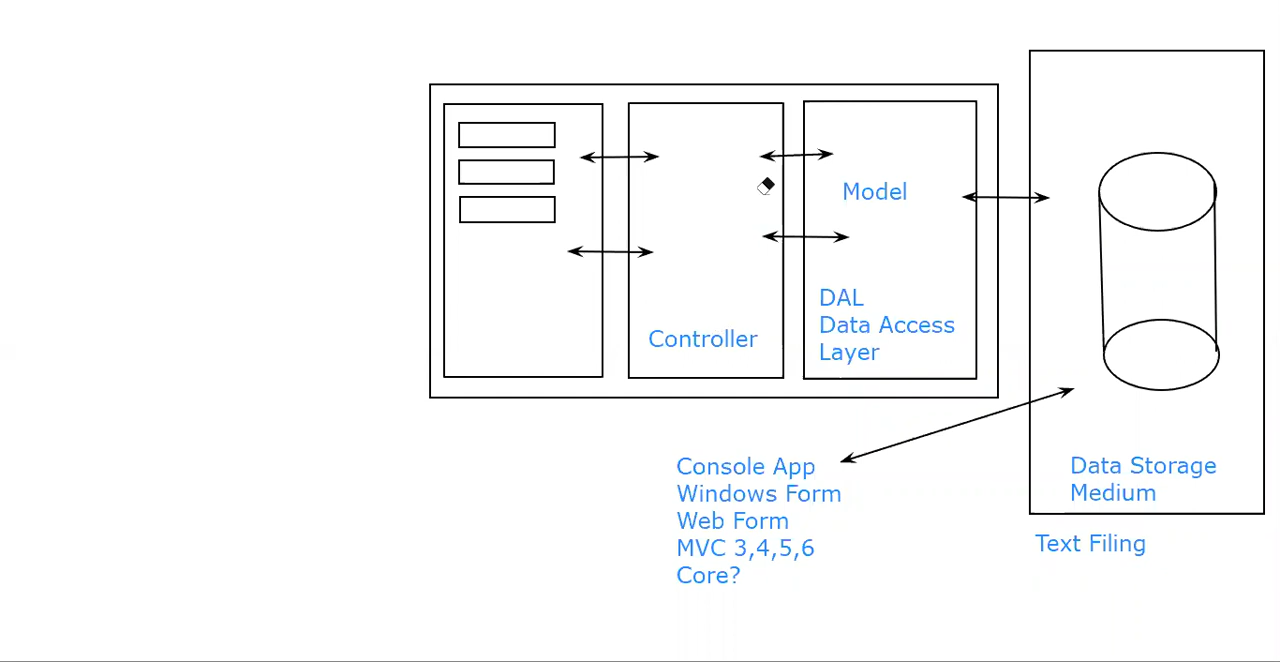 Model
DAL
Data Access
Layer
Controller
Console App
Windows Form
Web Form
MVC 3,4,5,6
Core?
Data Storage
Medium
Text Filing